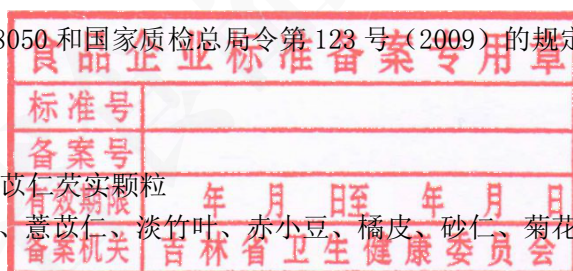 8050 和国家质检总局令第 123 号（2009）的规定
食品企业标准备案专用章
标准号
备案号
苡仁芡实颗粒
有效期限 年 月 日至 年 月 日
、薏苡仁、淡竹叶、赤小豆、橘皮、砂仁、菊花
备案机关 吉林省卫生健康委员会